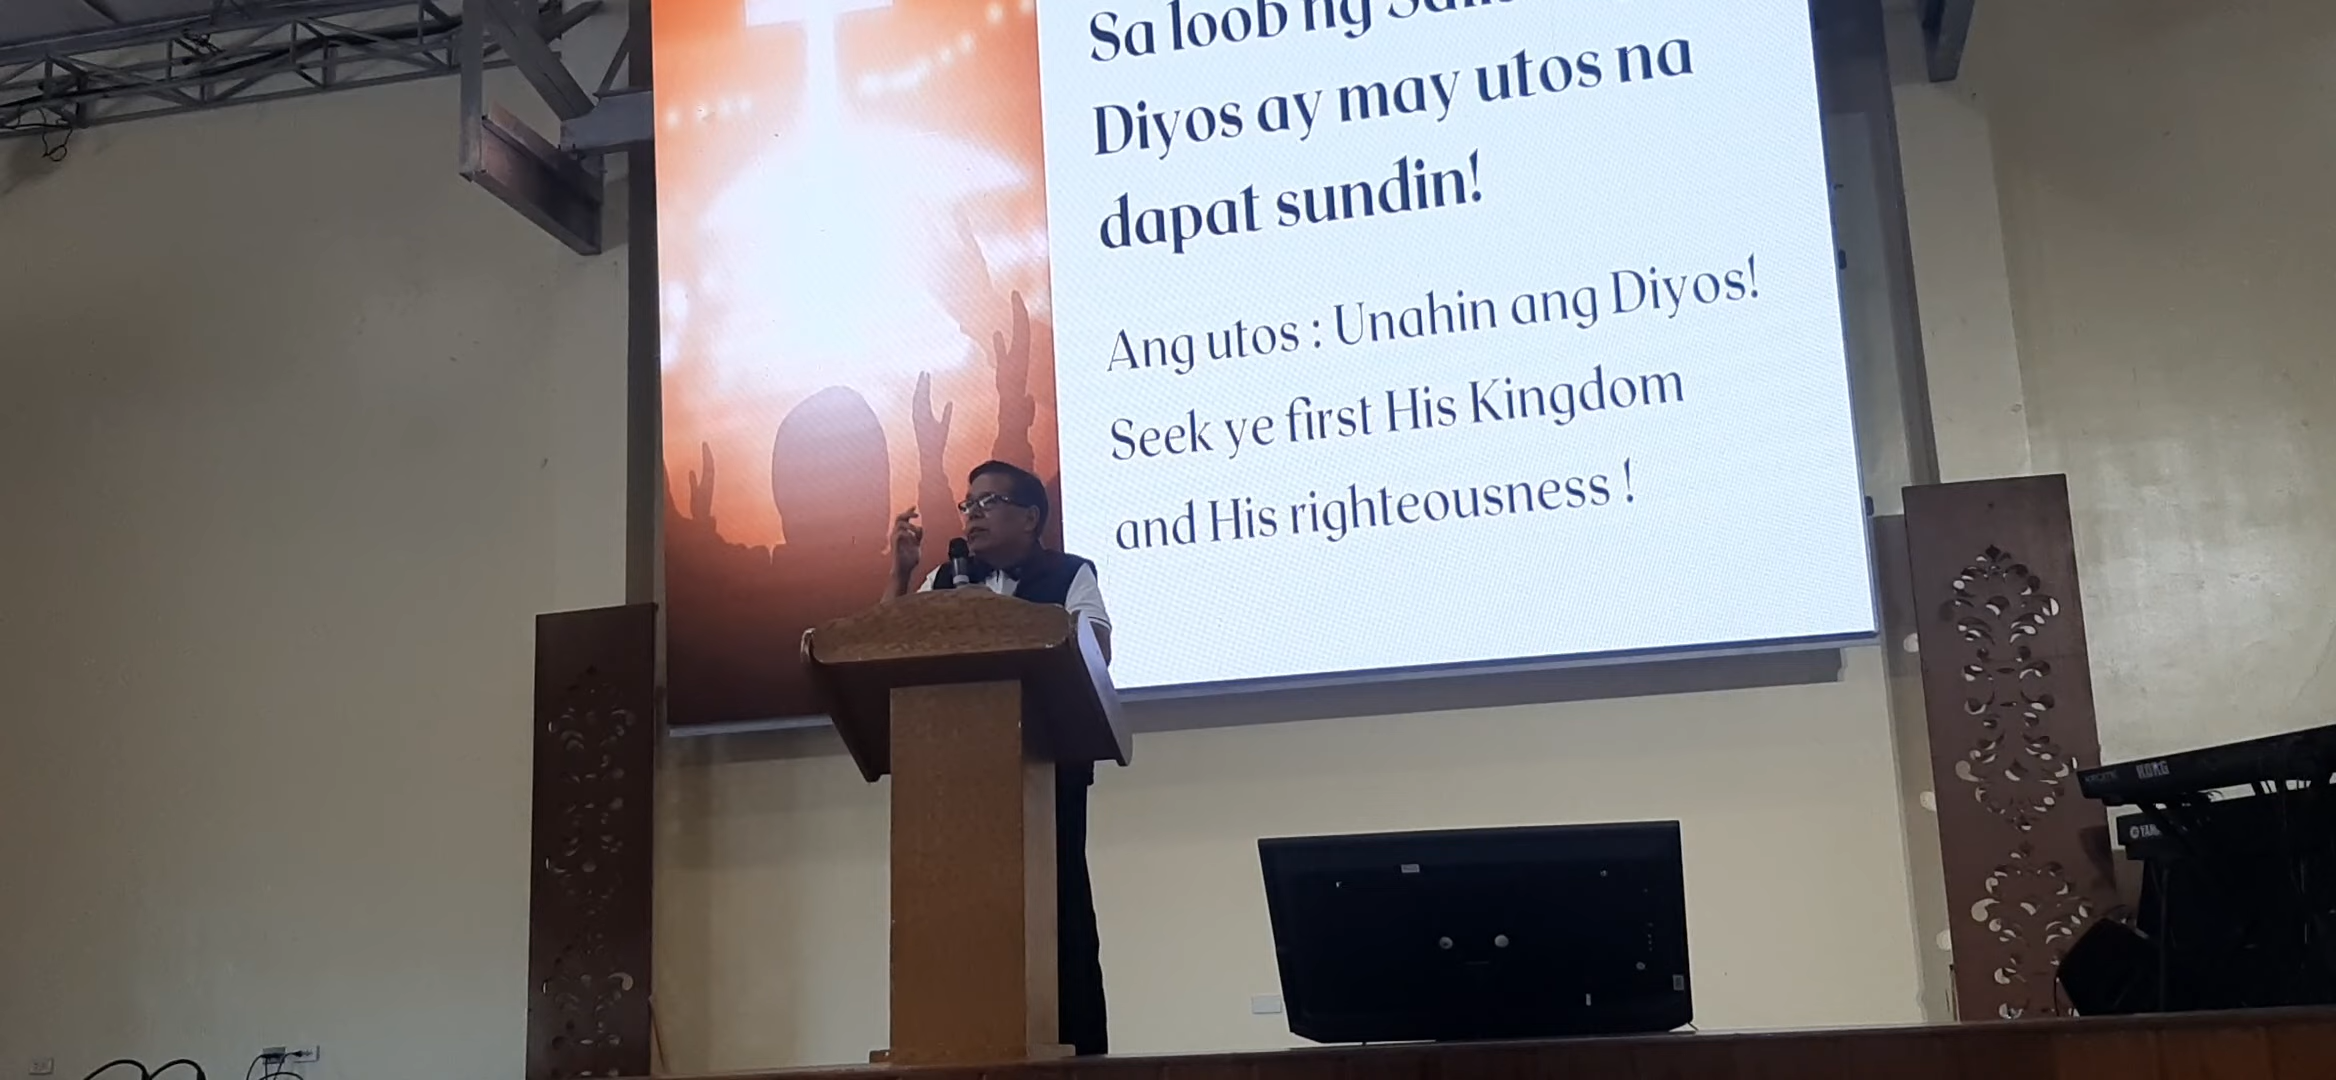 Sa loob ng
Diyos ay may utos na
dapat sundin!
Ang utos : Unahin ang Diyos!
Seek ye first His Kingdom
and His righteousness !
KORG